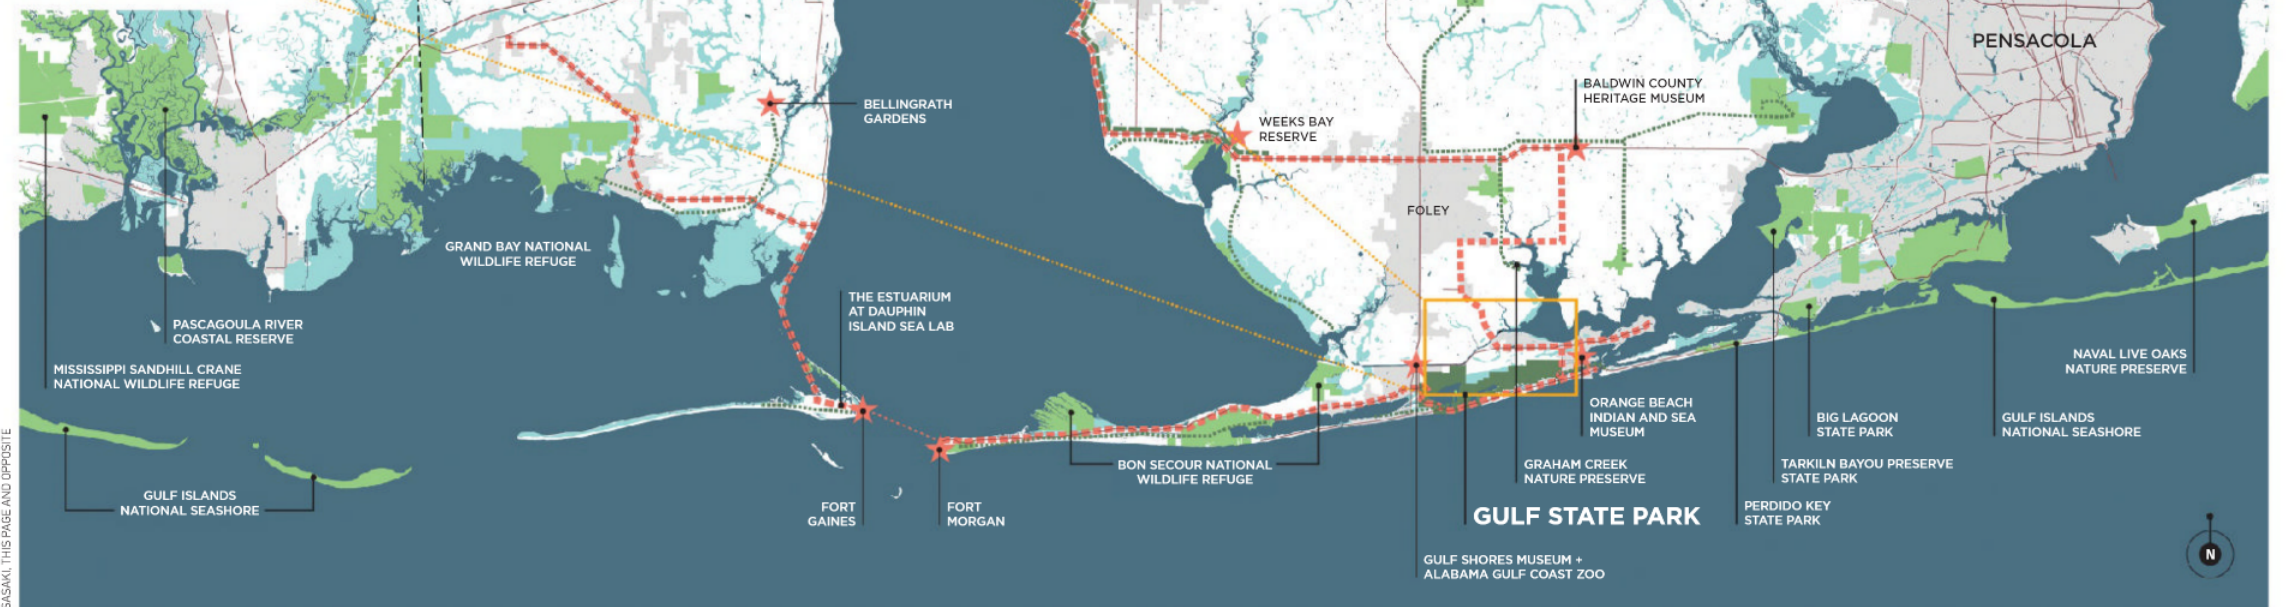 PENSACOLA
BALDWIN COUNTY
HERITAGE MUSEUM
BELLINGRATH
GARDENS
WEEKS BAY
RESERVE
FOLEY
GRAND BAY NATIONAL
WILDLIFE REFUGE
THE ESTUARIUM
AT DAUPHIN
ISLAND SEA LAB
PASCAGOULA RIVER
COASTAL RESERVE
MISSISSIPPI SANDHILL CRANE
NATIONAL WILDLIFE REFUGE
NAVAL LIVE OAKS
NATURE PRESERVE
ORANGE BEACH
INDIAN AND SEA
MUSEUM
BIG LAGOON
STATE PARK
GULF ISLANDS
NATIONAL SEASHORE
BON SECOUR NATIONAL
WILDLIFE REFUGE
GRAHAM CREEK
NATURE PRESERVE
TARKILN BAYOU PRESERVE
STATE PARK
GULF ISLANDS
NATIONAL SEASHORE
FORT
GAINES
FORT
MORGAN
GULF STATE PARK
PERDIDO KEY
STATE PARK
GULF SHORES MUSEUM +
ALABAMA GULF COAST ZOO
N
SASAKI, THIS PAGE AND OPPOSITE